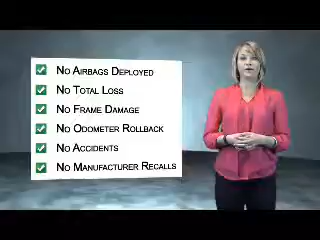 No Airbags Deployed
No Total Loss
No Frame Damage
No Odometer Rollback
No Accidents
No Manufacturer Recalls